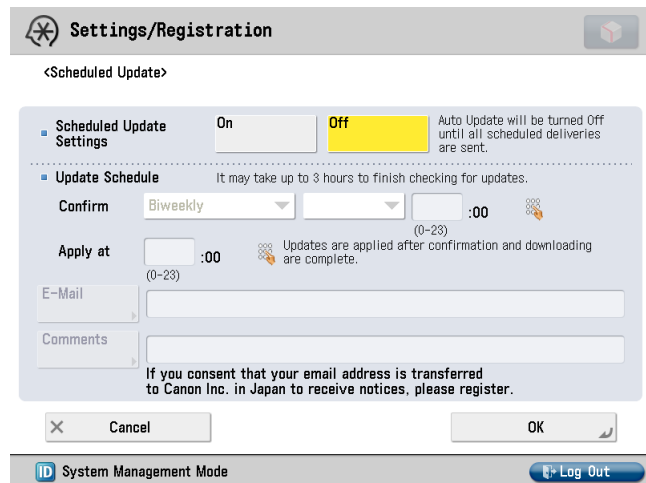 Settings/Registration
<Scheduled Update>
Scheduled Update
Settings
On
Off
Auto Update will be turned Off
until all scheduled deliveries
are sent.
Update Schedule
It may take up to 3 hours to finish checking for updates.
Confirm
Biweekly
:00
(0-23)
Apply at
:00
(0-23)
Updates are applied after confirmation and downloading
are complete.
E-Mail
Comments
If you consent that your email address is transferred
to Canon Inc. in Japan to receive notices, please register.
Cancel
OK
ID System Management Mode
Log Out